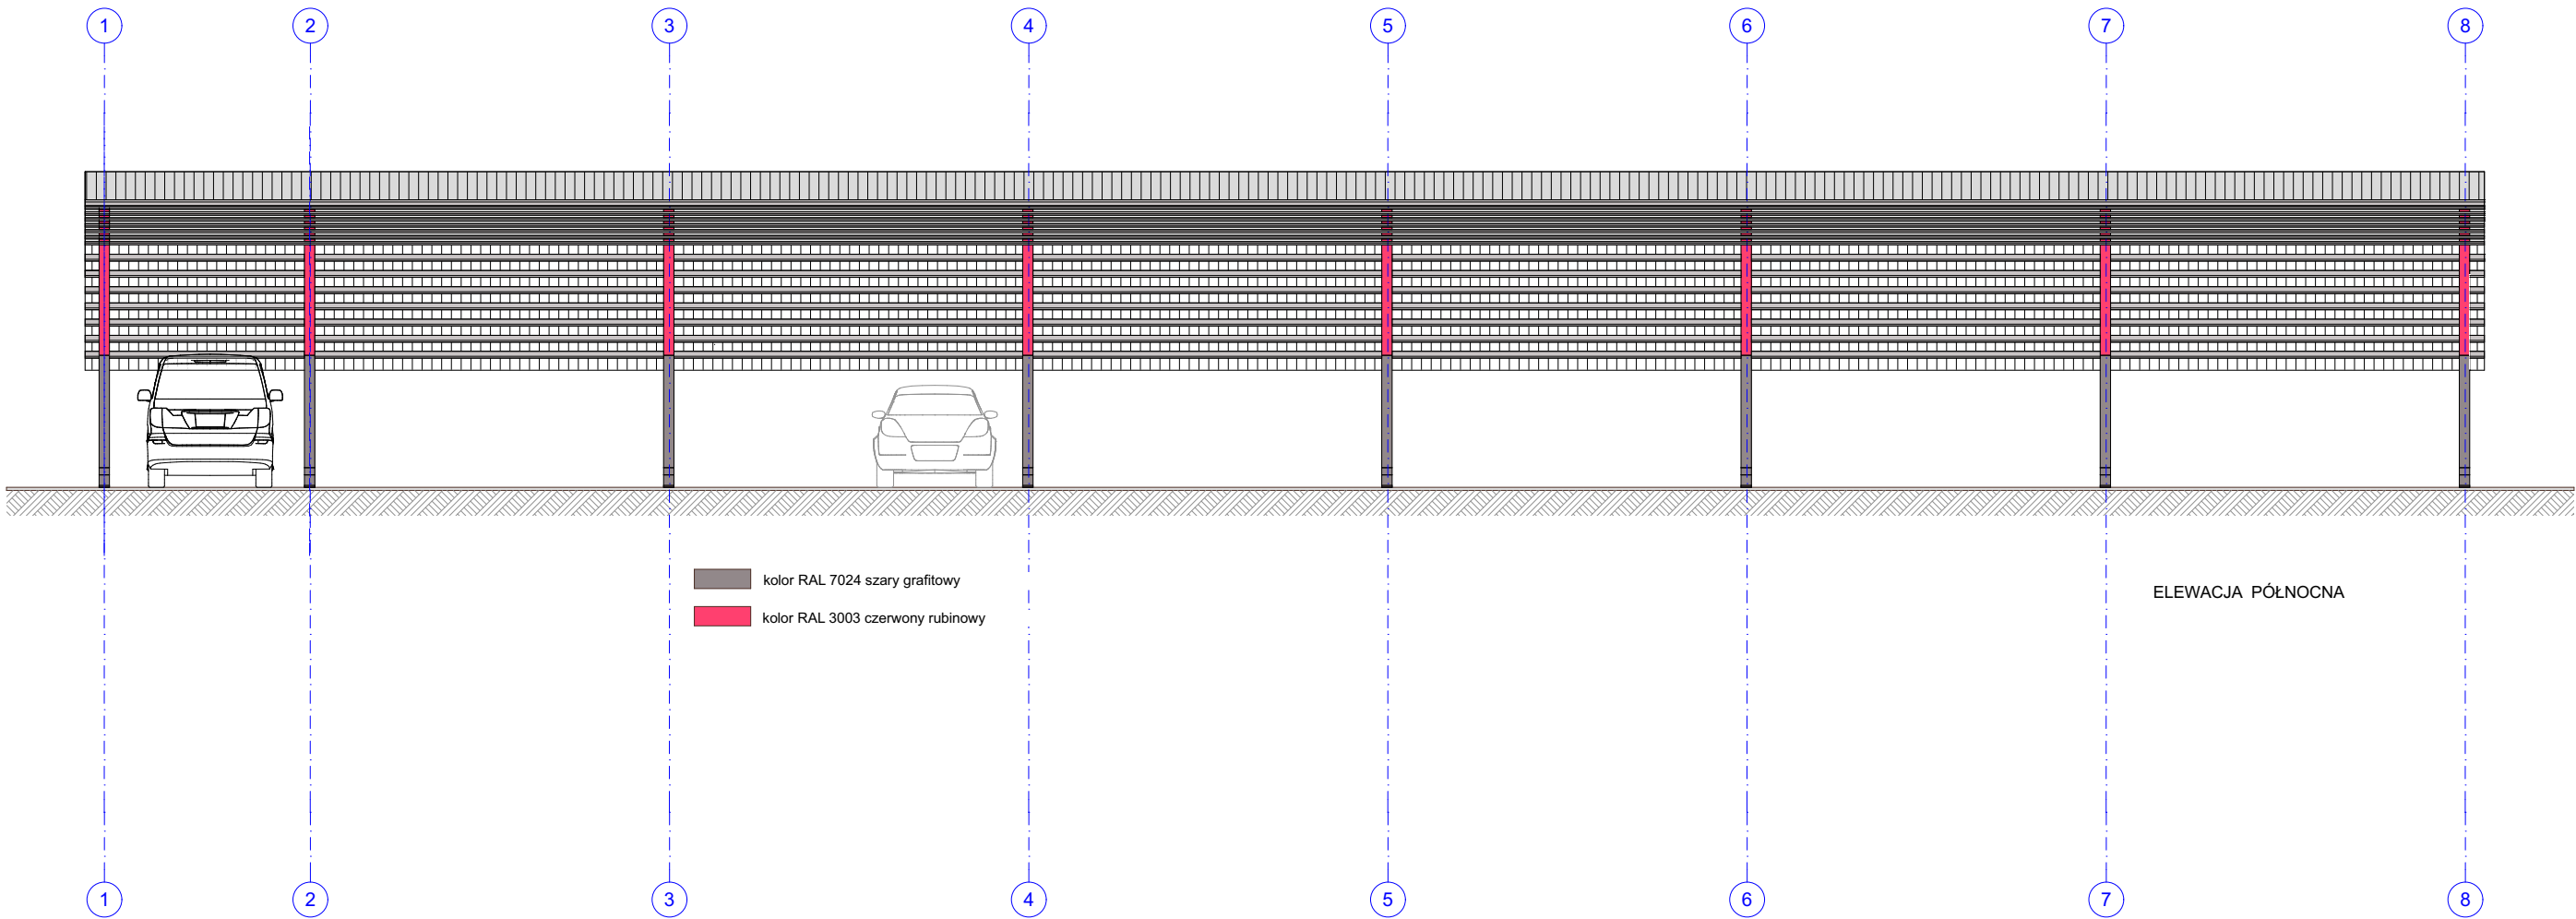 1 2 3 4 5 6 7 8
kolor RAL 7024 szary grafitowy
ELEWACJA PÓŁNOCNA
kolor RAL 3003 czerwony rubinowy
1 2 3 4 5 6 7 8